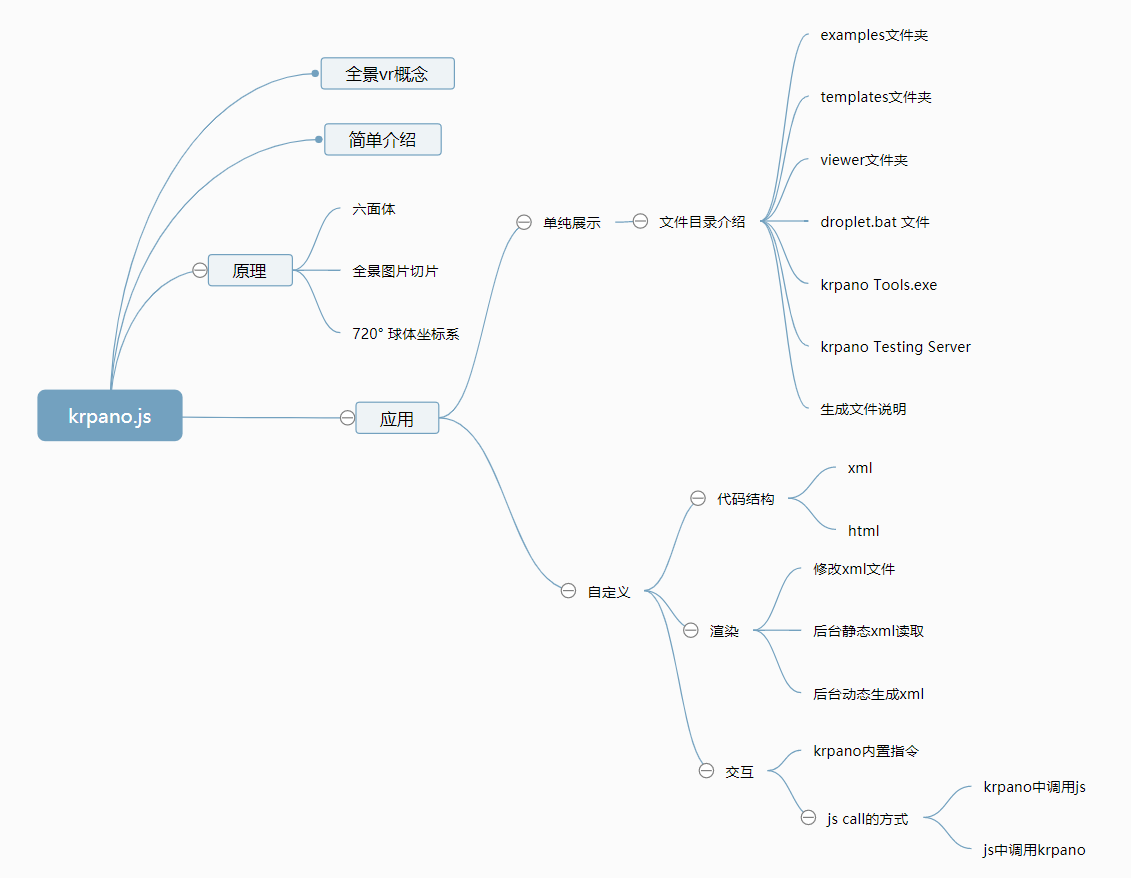 krpano.js
全景vr概念
简单介绍
原理
六面体
全景图片切片
720° 球体坐标系
应用
单纯展示
文件目录介绍
examples文件夹
templates文件夹
viewer文件夹
droplet.bat 文件
krpano Tools.exe
krpano Testing Server
生成文件说明
自定义
代码结构
xml
html
渲染
修改xml文件
后台静态xml读取
后台动态生成xml
交互
krpano内置指令
js call的方式
krpano中调用js
js中调用krpano